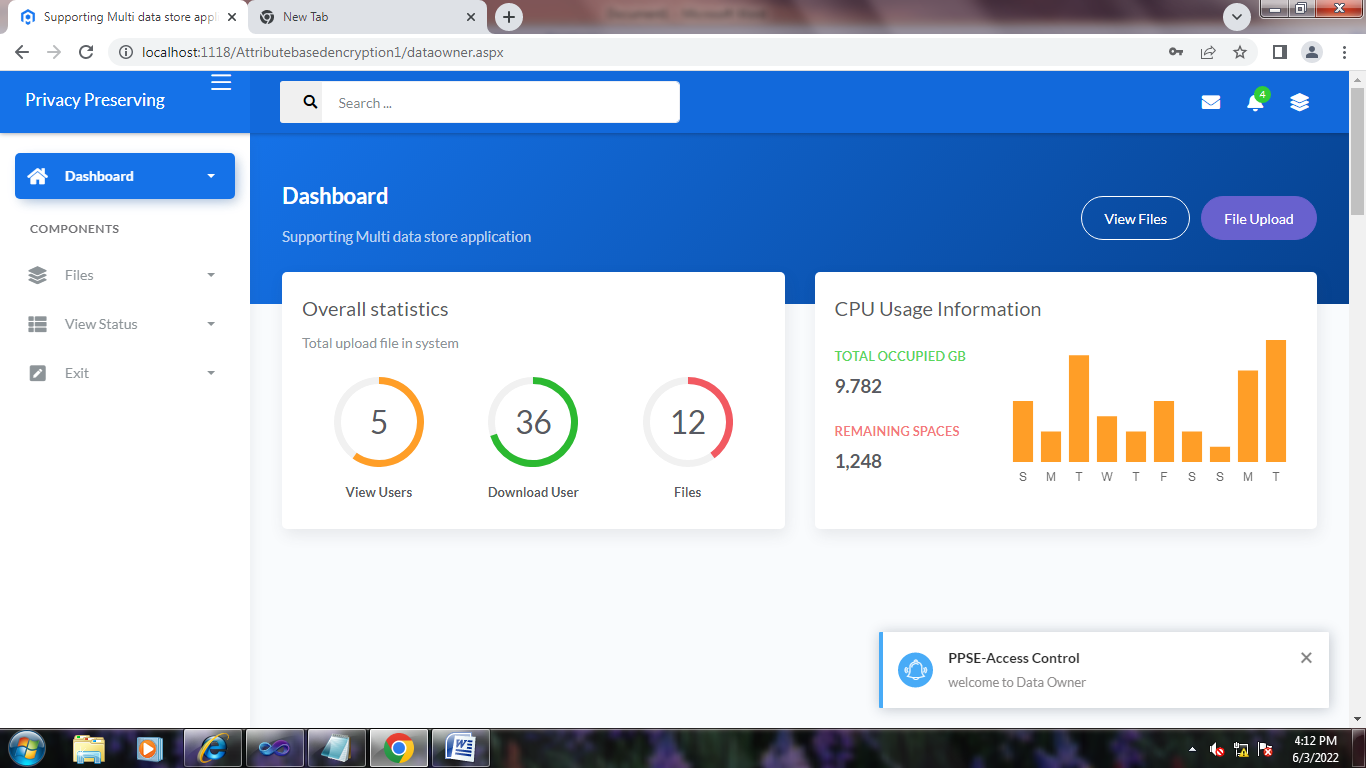 Supporting Multi data store appli
New Tab
localhost:1118/Attributebasedencryption1/dataowner.aspx
Privacy Preserving
Search ...
4
Dashboard
COMPONENTS
Files
View Status
Exit
Dashboard
Supporting Multi data store application
View Files
File Upload
Overall statistics
Total upload file in system
5
36
12
View Users
Download User
Files
CPU Usage Information
TOTAL OCCUPIED GB
9.782
REMAINING SPACES
1,248
S M T W T F S S M T
PPSE-Access Control
welcome to Data Owner
4:12 PM
6/3/2022